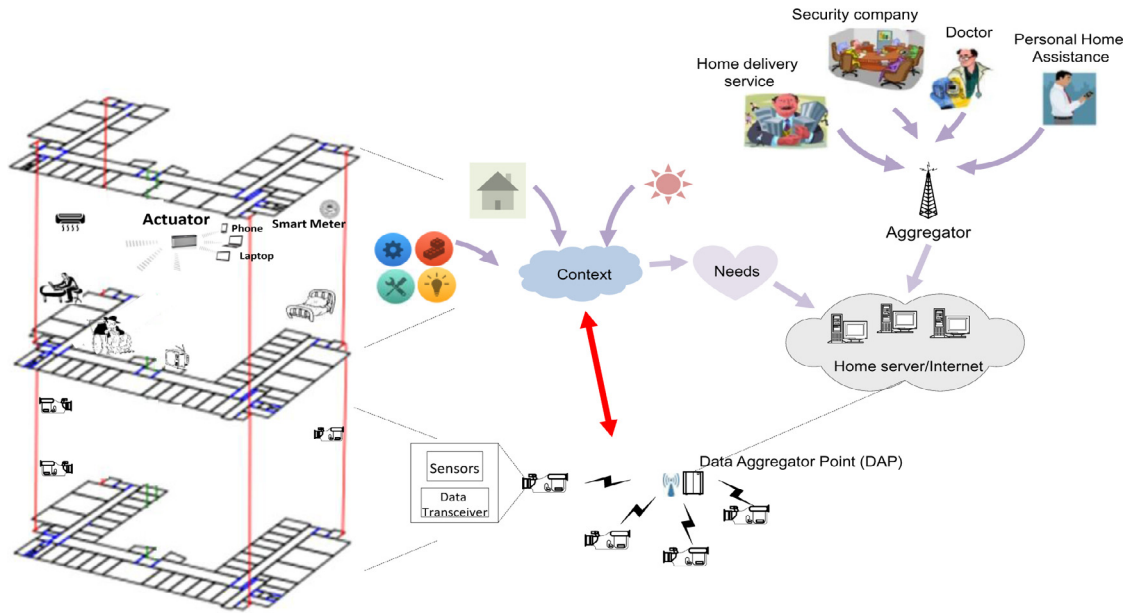 Security company
Doctor
Personal Home
Assistance
Home delivery
service
Actuator
Smart Meter
Phone
Laptop
Aggregator
Context
Needs
Home server/Internet
Data Aggregator Point (DAP)
Sensors
Data
Transceiver